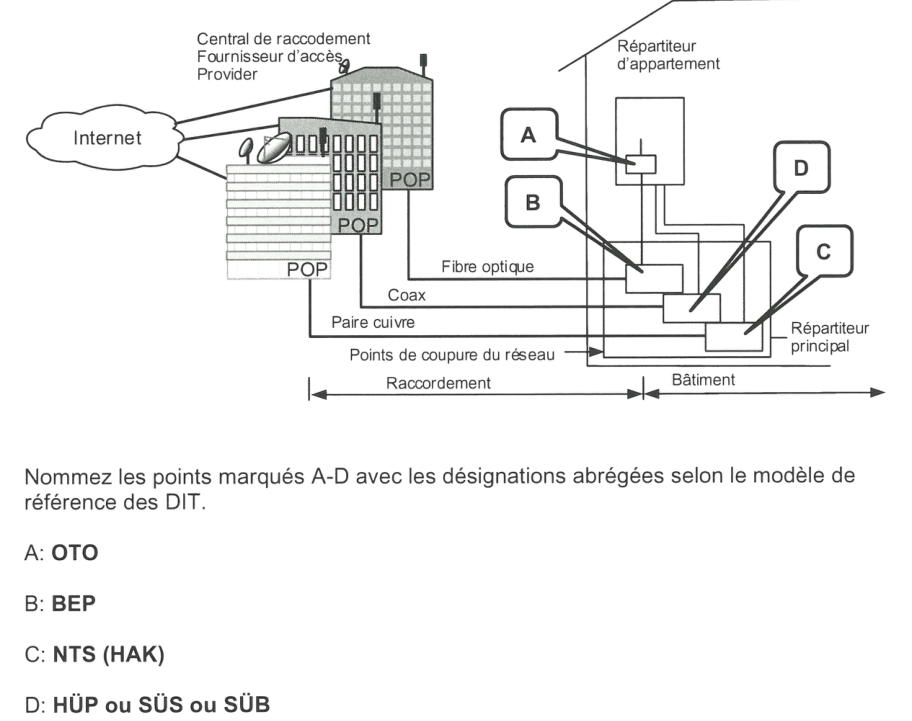 Central de raccodement
Fournisseur d'accès
Provider
Répartiteur
d'appartement
Internet
A
D
POP
B
POP
C
POP
Fibre optique
Coax
Paire cuivre
Répartiteur
principal
Points de coupure du réseau
Raccordement
Bâtiment
Nommez les points marqués A-D avec les désignations abrégées selon le modèle de
référence des DIT.
A: OTO
B: BEP
C: NTS (HAK)
D: HÜP ou SÜS ou SÜB